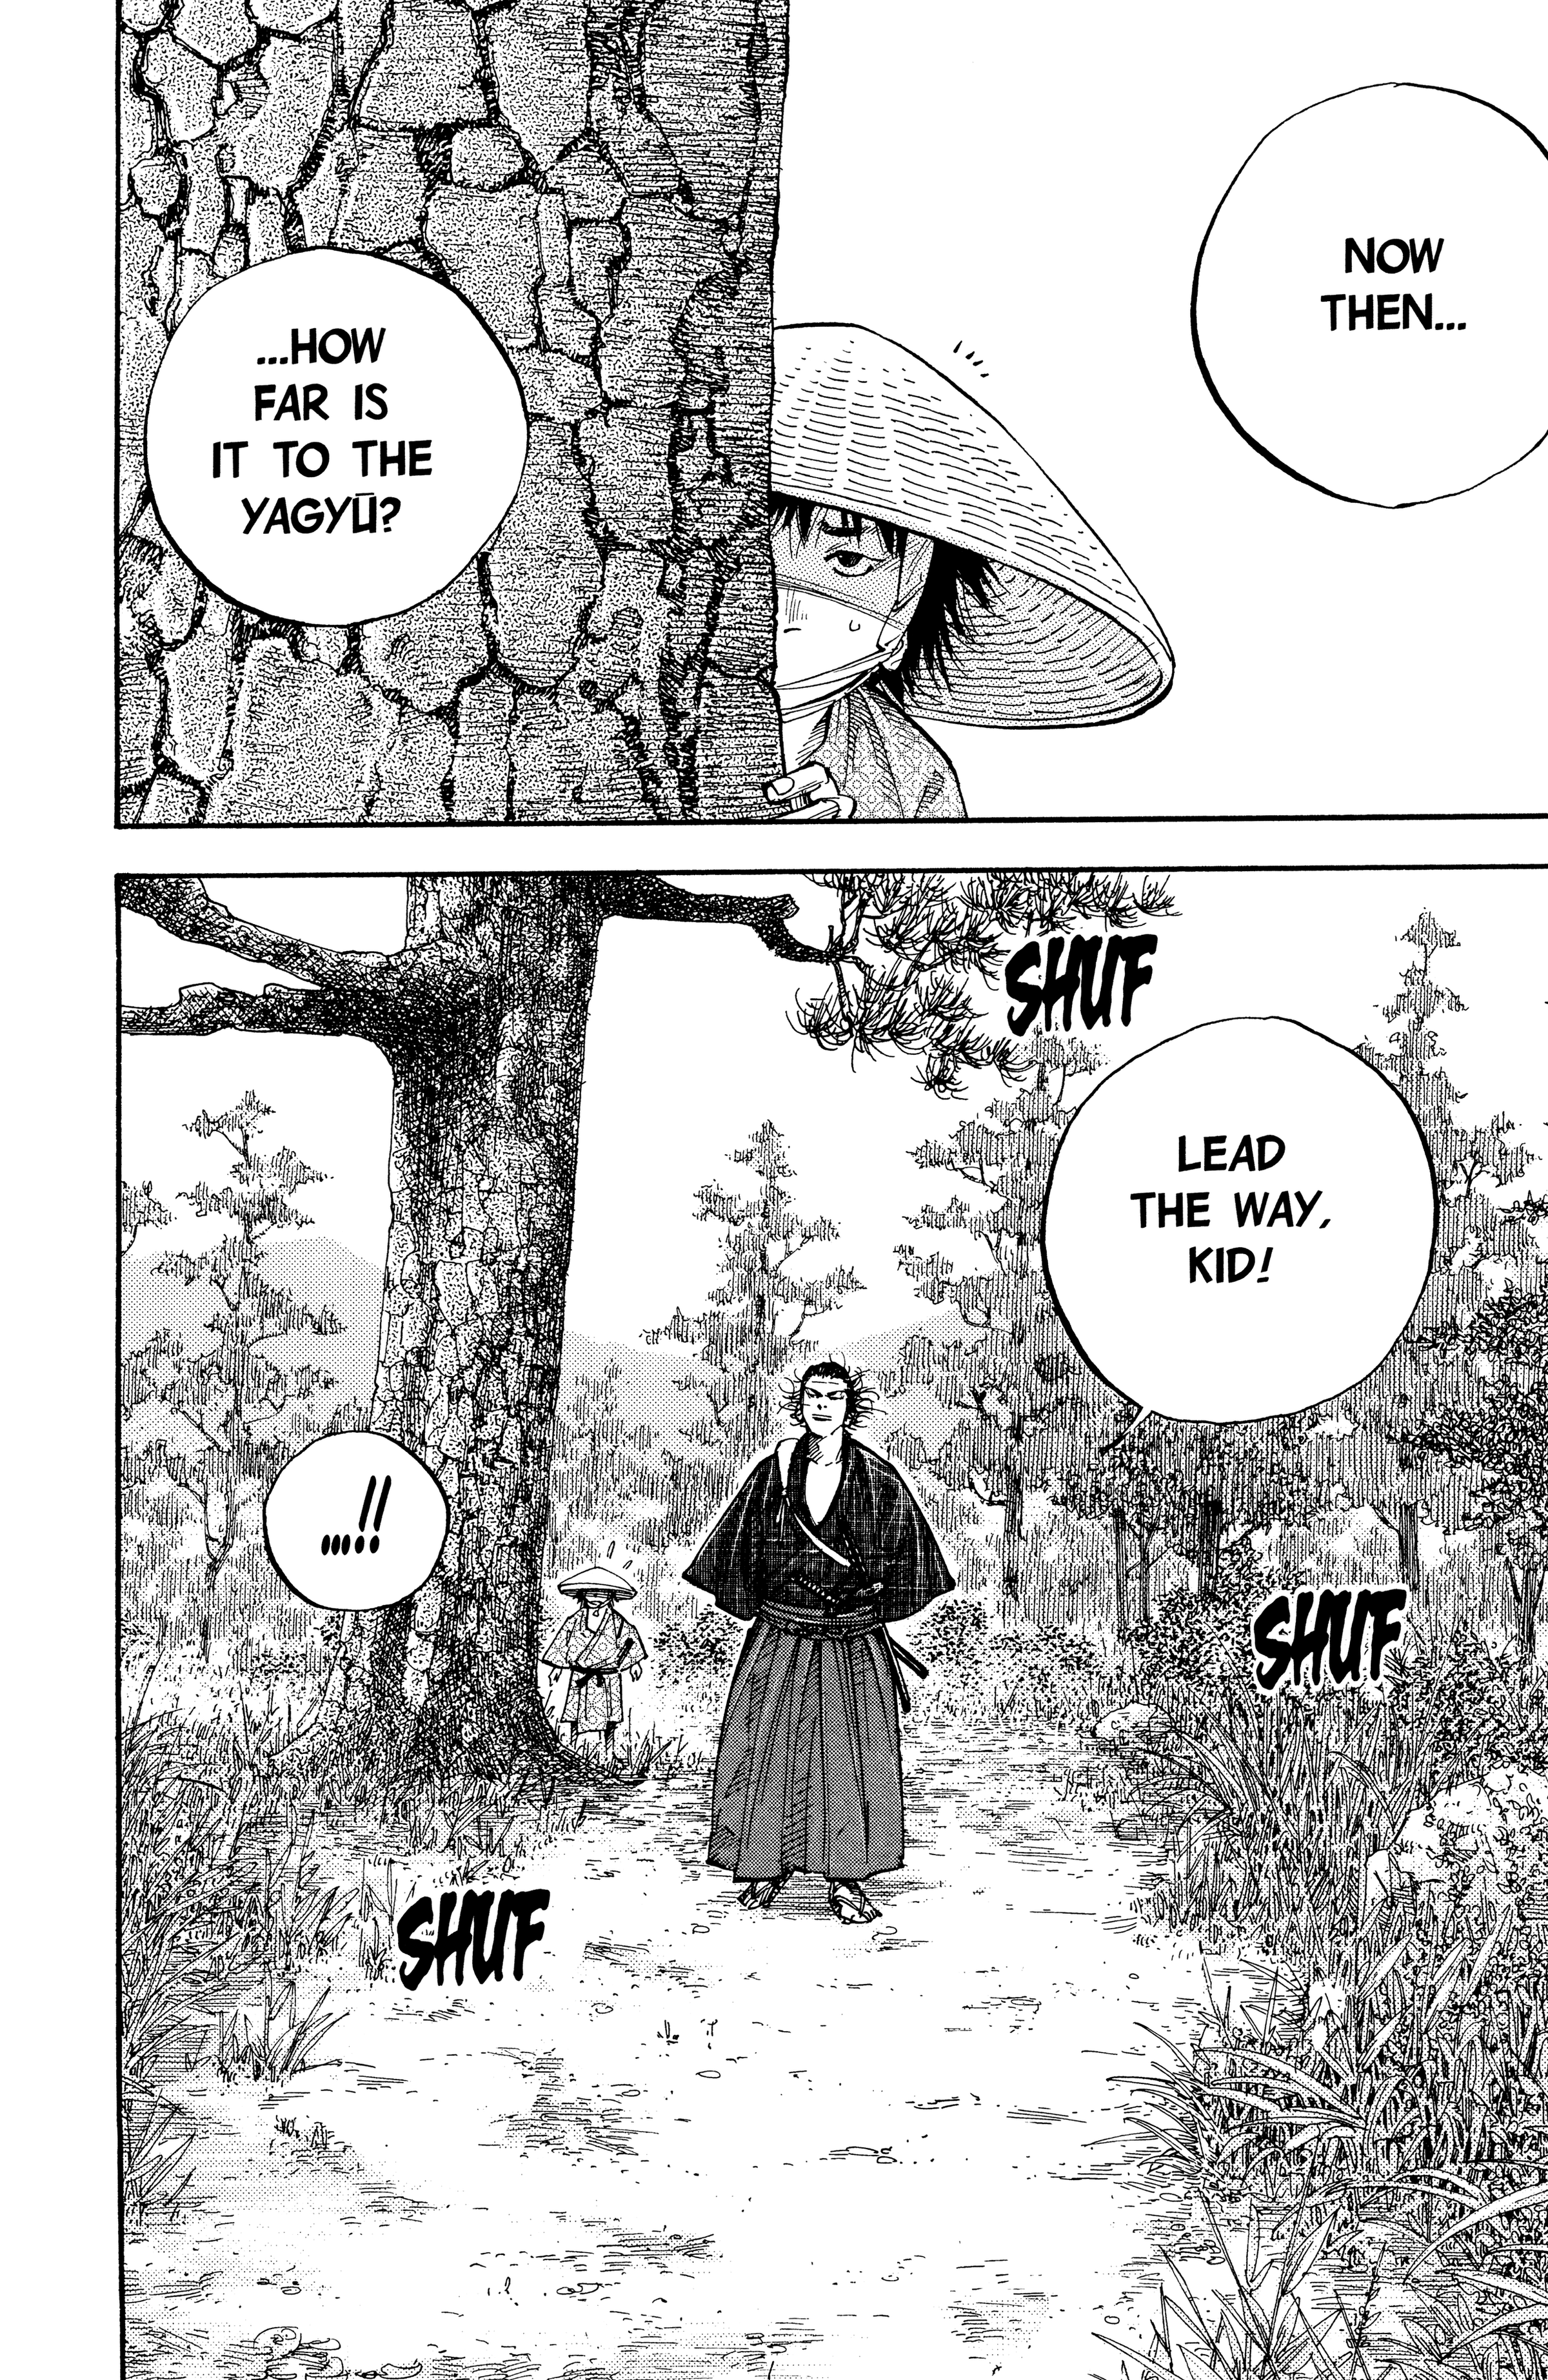 NOW
THEN...
...HOW
FAR IS
IT TO THE
YAGYŪ?
SHUF
LEAD
THE WAY,
KID!
.....!!
SHUF
SHUF